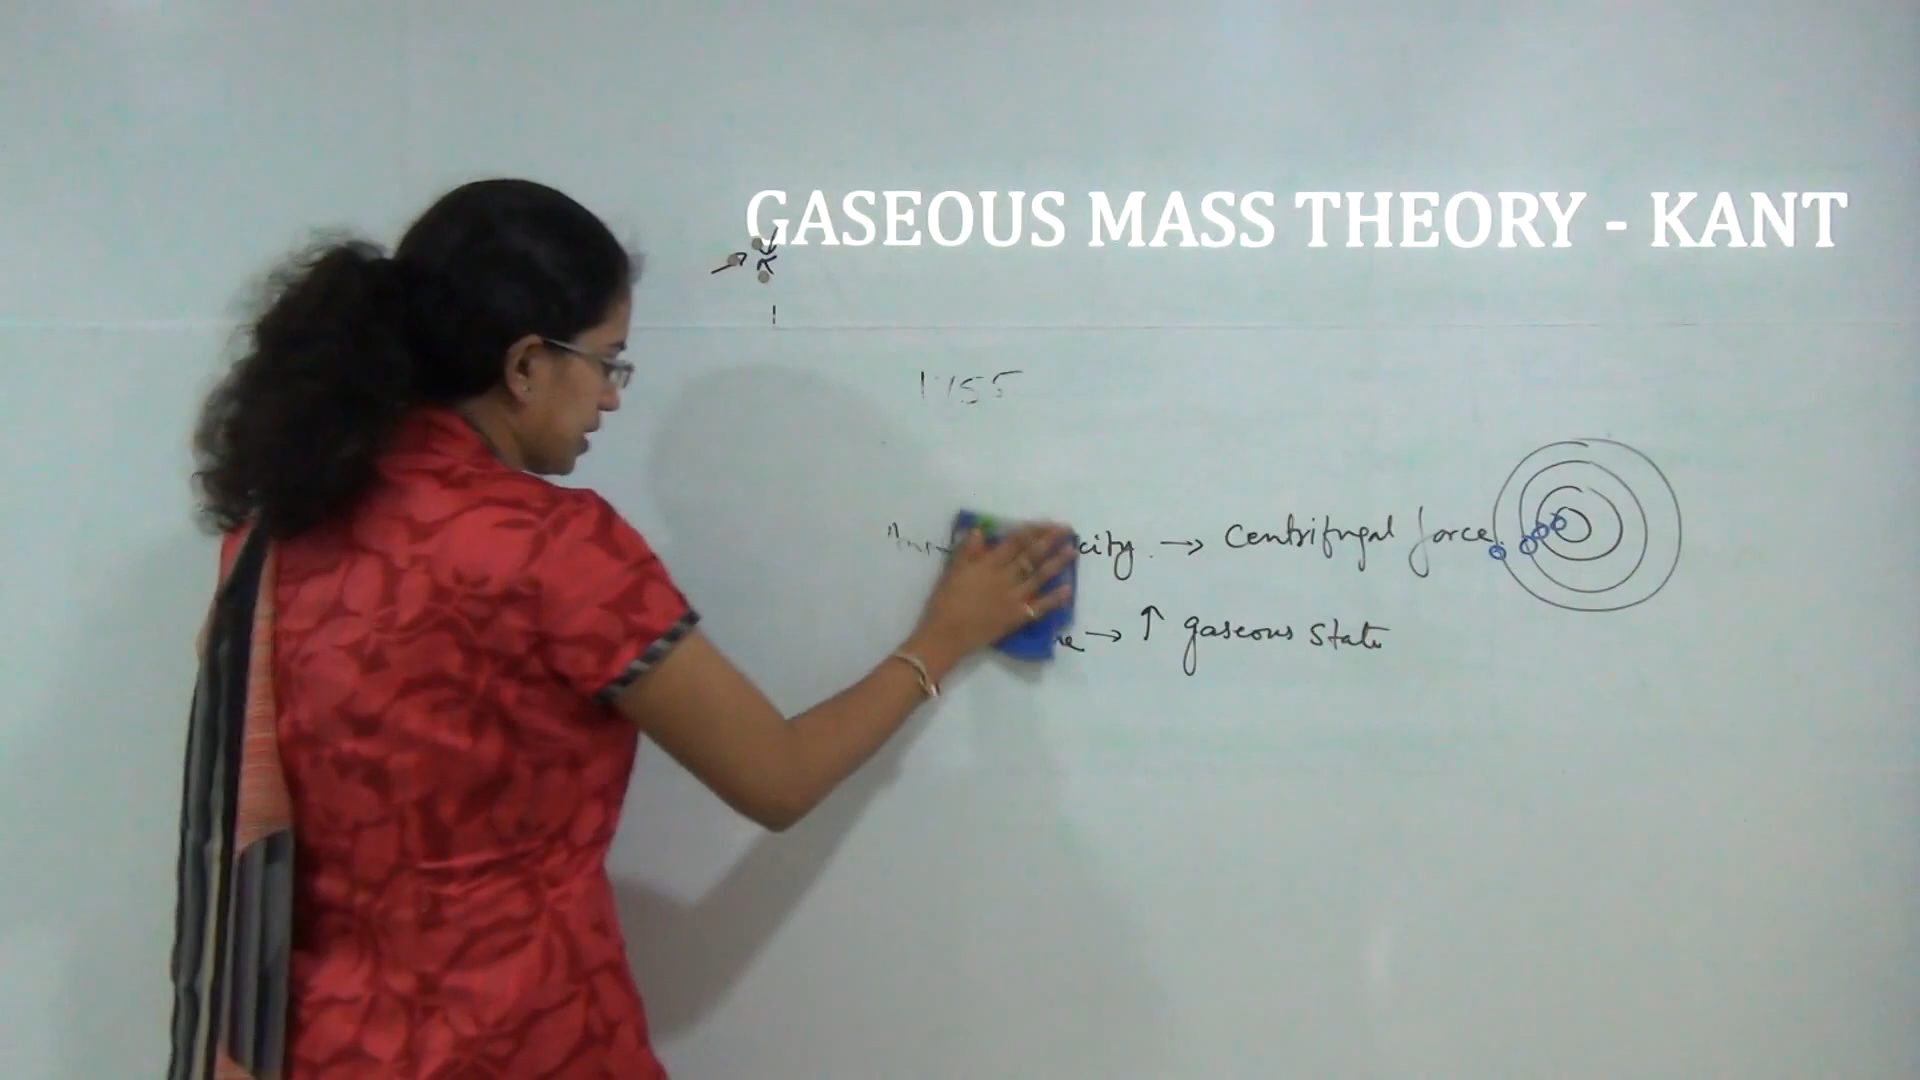 GASEOUS MASS THEORY - KANT
1755
city. → Centrifugal force.
→ ↑ gaseous state